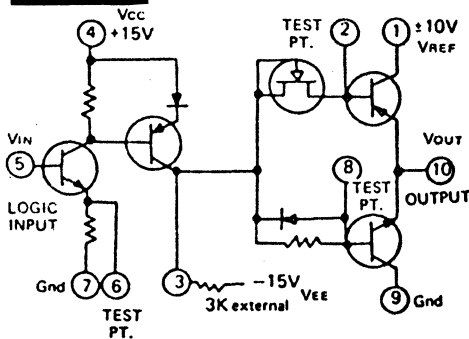 VCC
4 +15V
TEST PT.
2
1 ±10V
VREF
VIN
5
LOGIC INPUT
8
TEST PT.
VOUT
10
OUTPUT
Gnd 7 6
TEST PT.
3
-15V VEE
3K external
9 Gnd